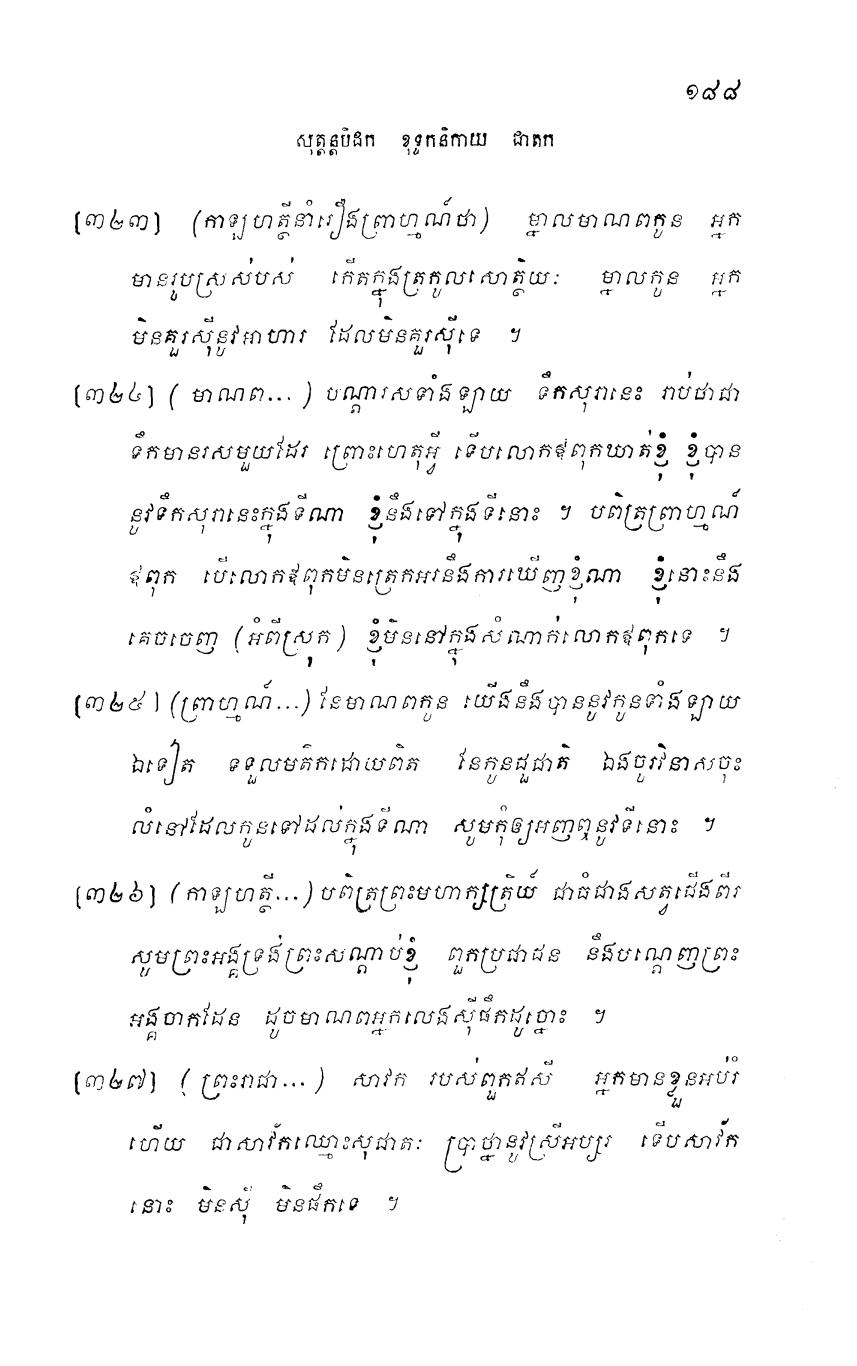 ១៨៨
សុត្តន្តបិដក ខុទ្ទកនិកាយ ជាតក
[៣២៣] (កាឡហត្ថីនាំរឿងព្រាហ្មណ៍ថា) ម្នាលមាណពកូន អ្នក
មានរូបស្រស់បស់ កើតក្នុងត្រកូលសោត្ថិយៈ ម្នាលកូន អ្នក
មិនគួរស៊ីនូវអាហារ ដែលមិនគួរស៊ីទេ ។
[៣២៤] ( មាណព... ) បណ្តារសទាំងឡាយ ទឹកសុរានេះ រាប់ថាជា
ទឹកមានរសមួយដែរ ព្រោះហេតុអ្វី ទើបលោកឪពុកឃាត់ខ្ញុំ ខ្ញុំបាន
នូវទឹកសុរានេះក្នុងទីណា ខ្ញុំនឹងទៅក្នុងទីនោះ ។ បពិត្រព្រាហ្មណ៍
ឪពុក បើលោកឪពុកមិនត្រេកអរនឹងការឃើញខ្ញុំណា ខ្ញុំនោះនឹង
គេចចេញ (អំពីស្រុក) ខ្ញុំមិននៅក្នុងសំណាក់លោកឪពុកទេ ។
[៣២៥] (ព្រាហ្មណ៍...) នែមាណពកូន យើងនឹងបាននូវកូនទាំងឡាយ
ឯទៀត ទទួលមត៌កដោយពិត នែកូនដួជាតិ ឯងចូរវិនាសចុះ
លំនៅដែលកូនទៅដល់ក្នុងទីណា សូមកុំឲ្យអញឮនូវទីនោះ ។
[៣២៦] (កាឡហត្ថី...) បពិត្រព្រះមហាក្សត្រិយ៍ ជាធំជាងសត្វជើងពីរ
សូមព្រះអង្គទ្រង់ព្រះសណ្តាប់ខ្ញុំ ពួកប្រជាជន នឹងបណ្តេញព្រះ
អង្គចាកដែន ដូចមាណពអ្នកលេងស៊ីផឹកដូច្នោះ ។
[៣២៧] ( ព្រះរាជា... ) សាវក របស់ពួកឥសី អ្នកមានខ្លួនអប់រំ
ហើយ ជាសាវ័កឈ្មោះសុជាតៈ ប្រាថ្នានូវស្រីអប្សរ ទើបសាវ័ក
នោះ មិនស៊ី មិនផឹកទេ ។